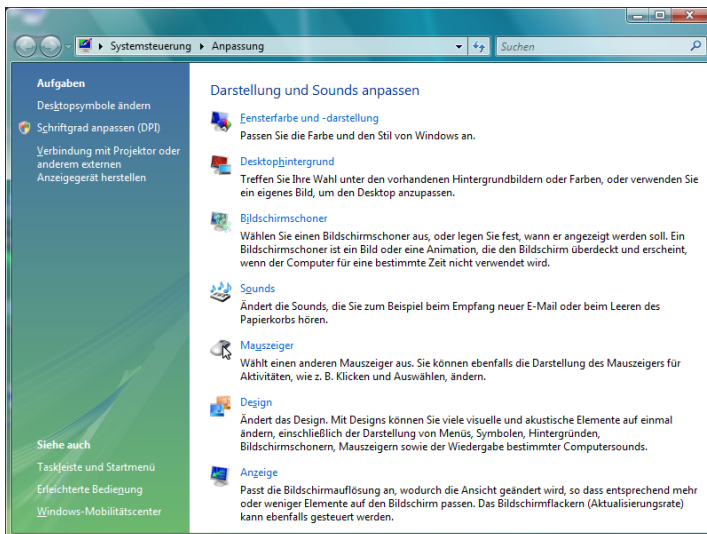 Systemsteuerung ▸ Anpassung
Suchen
Aufgaben
Desktopsymbole ändern
Schriftgrad anpassen (DPI)
Verbindung mit Projektor oder
anderem externen
Anzeigegerät herstellen
Siehe auch
Taskleiste und Startmenü
Erleichterte Bedienung
Windows-Mobilitätscenter
Darstellung und Sounds anpassen
Fensterfarbe und -darstellung
Passen Sie die Farbe und den Stil von Windows an.
Desktophintergrund
Treffen Sie Ihre Wahl unter den vorhandenen Hintergrundbildern oder Farben, oder verwenden Sie
ein eigenes Bild, um den Desktop anzupassen.
Bildschirmschoner
Wählen Sie einen Bildschirmschoner aus, oder legen Sie fest, wann er angezeigt werden soll. Ein
Bildschirmschoner ist ein Bild oder eine Animation, die den Bildschirm überdeckt und erscheint,
wenn der Computer für eine bestimmte Zeit nicht verwendet wird.
Sounds
Ändert die Sounds, die Sie zum Beispiel beim Empfang neuer E-Mail oder beim Leeren des
Papierkorbs hören.
Mauszeiger
Wählt einen anderen Mauszeiger aus. Sie können ebenfalls die Darstellung des Mauszeigers für
Aktivitäten, wie z. B. Klicken und Auswählen, ändern.
Design
Ändert das Design. Mit Designs können Sie viele visuelle und akustische Elemente auf einmal
ändern, einschließlich der Darstellung von Menüs, Symbolen, Hintergründen,
Bildschirmschonern, Mauszeigern sowie der Wiedergabe bestimmter Computersounds.
Anzeige
Passt die Bildschirmauflösung an, wodurch die Ansicht geändert wird, so dass entsprechend mehr
oder weniger Elemente auf den Bildschirm passen. Das Bildschirmflackern (Aktualisierungsrate)
kann ebenfalls gesteuert werden.